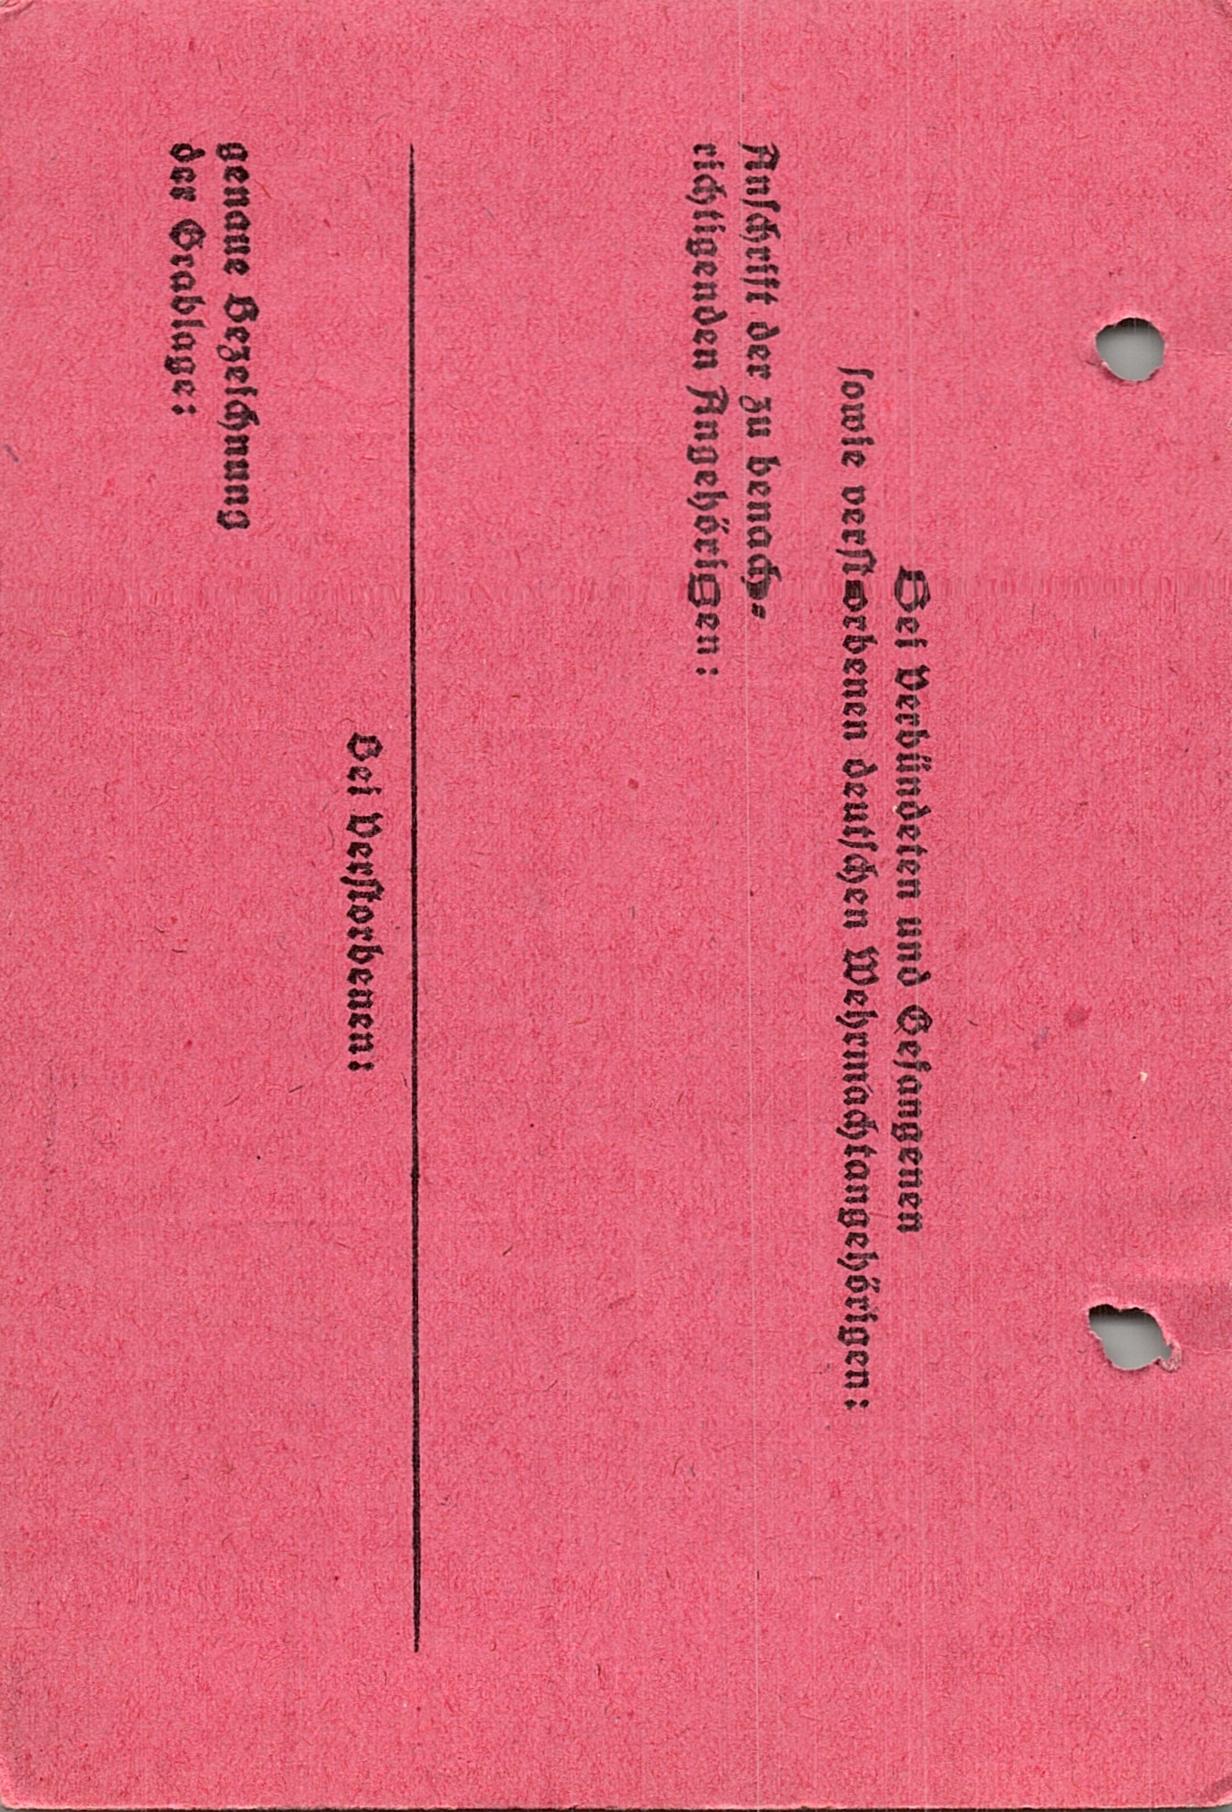 Bei Verbündeten und Gefangenen
sowie verstorbenen deutschen Wehrmachtangehörigen:
Anschrift der zu benach-
richtigenden Angehörigen:
Bei Verstorbenen:
genaue Bezeichnung
der Grablage: